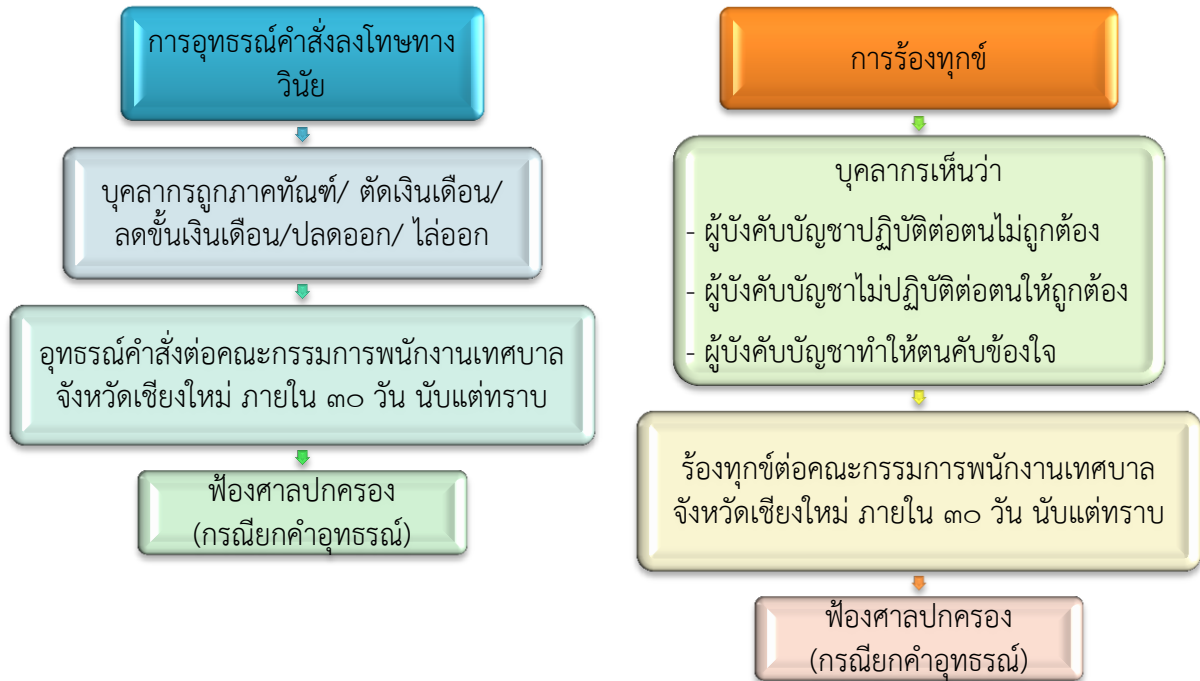 การอุทธรณ์คำสั่งลงโทษทาง
วินัย
บุคลากรถูกภาคทัณฑ์/ ตัดเงินเดือน/
ลดขั้นเงินเดือน/ปลดออก/ ไล่ออก
อุทธรณ์คำสั่งต่อคณะกรรมการพนักงานเทศบาล
จังหวัดเชียงใหม่ ภายใน ๓๐ วัน นับแต่ทราบ
ฟ้องศาลปกครอง
(กรณียกคำอุทธรณ์)
การร้องทุกข์
บุคลากรเห็นว่า
- ผู้บังคับบัญชาปฏิบัติต่อตนไม่ถูกต้อง
- ผู้บังคับบัญชาไม่ปฏิบัติต่อตนให้ถูกต้อง
- ผู้บังคับบัญชาทำให้ตนคับข้องใจ
ร้องทุกข์ต่อคณะกรรมการพนักงานเทศบาล
จังหวัดเชียงใหม่ ภายใน ๓๐ วัน นับแต่ทราบ
ฟ้องศาลปกครอง
(กรณียกคำอุทธรณ์)